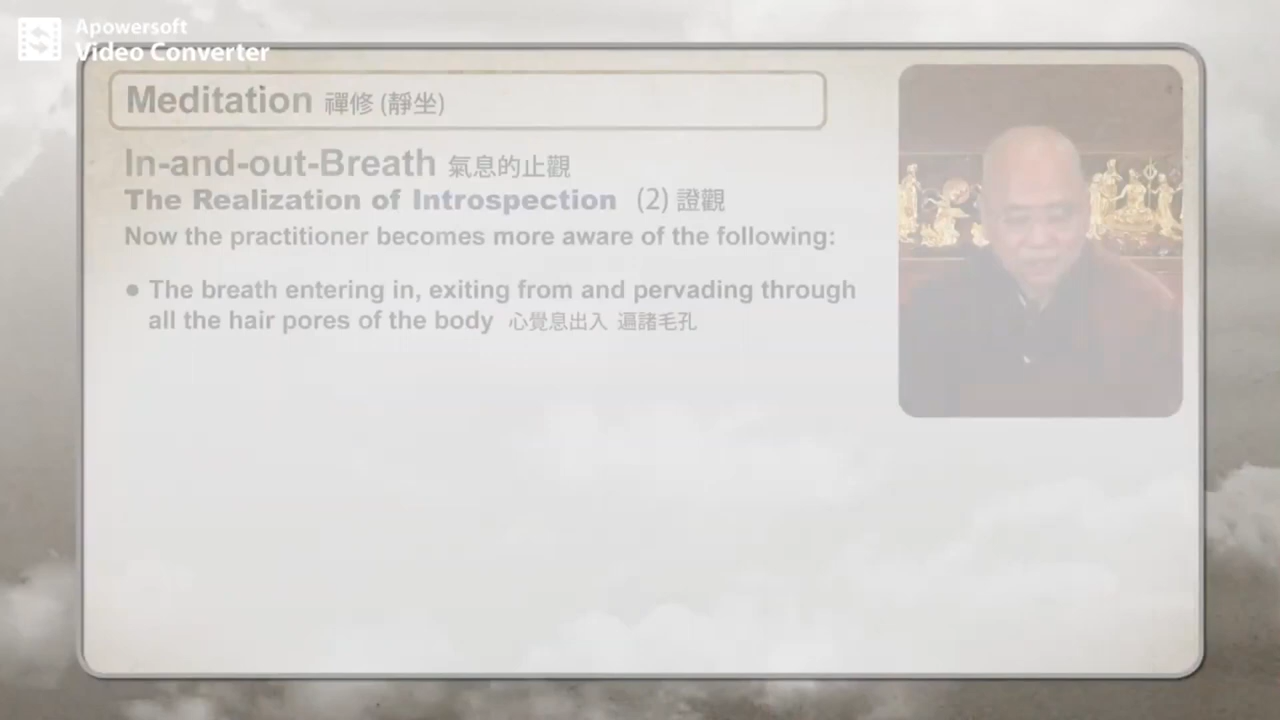 Apowersoft
Video Converter
Meditation 禪修 (靜坐)
In-and-out-Breath 氣息的止觀
The Realization of Introspection (2) 證觀
Now the practitioner becomes more aware of the following:
● The breath entering in, exiting from and pervading through
all the hair pores of the body 心覺息出入 遍諸毛孔